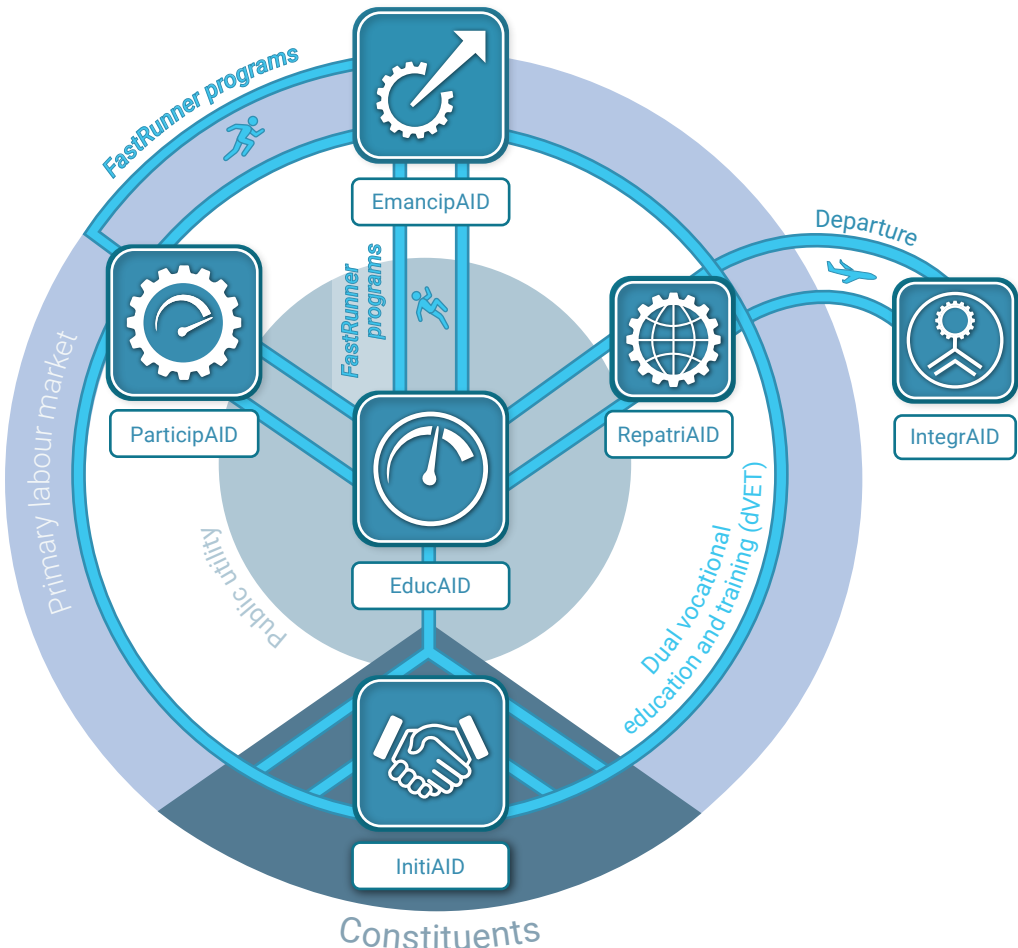 FastRunner programs
EmancipAID
Departure
FastRunner
programs
Primary labour market
ParticipAID
RepatriAID
IntegrAID
Public utility
EducAID
Dual vocational
education and training (dVET)
InitiAID
Constituents